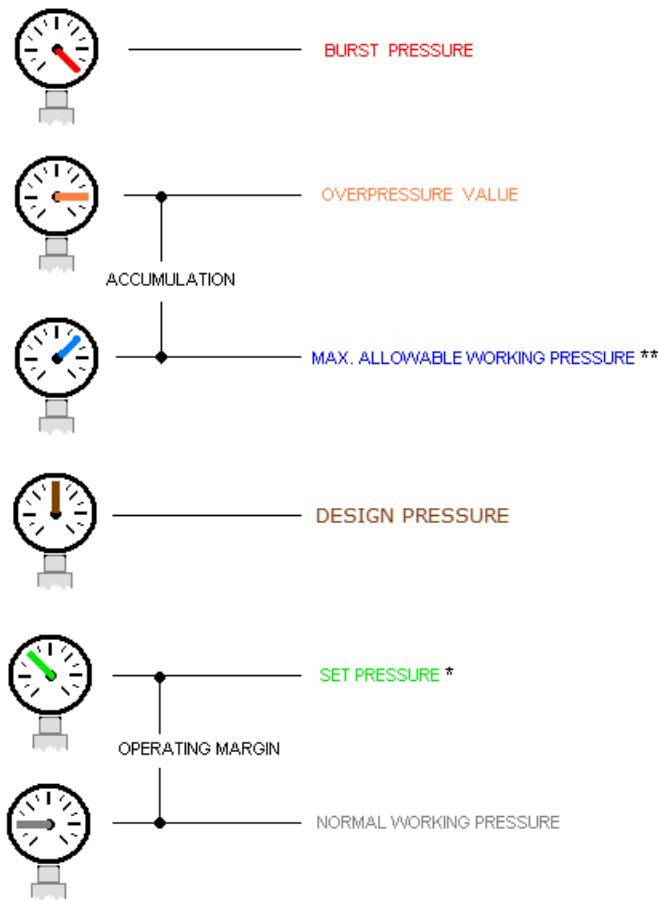 BURST PRESSURE
OVERPRESSURE VALUE
ACCUMULATION
MAX. ALLOWABLE WORKING PRESSURE **
DESIGN PRESSURE
SET PRESSURE *
OPERATING MARGIN
NORMAL WORKING PRESSURE